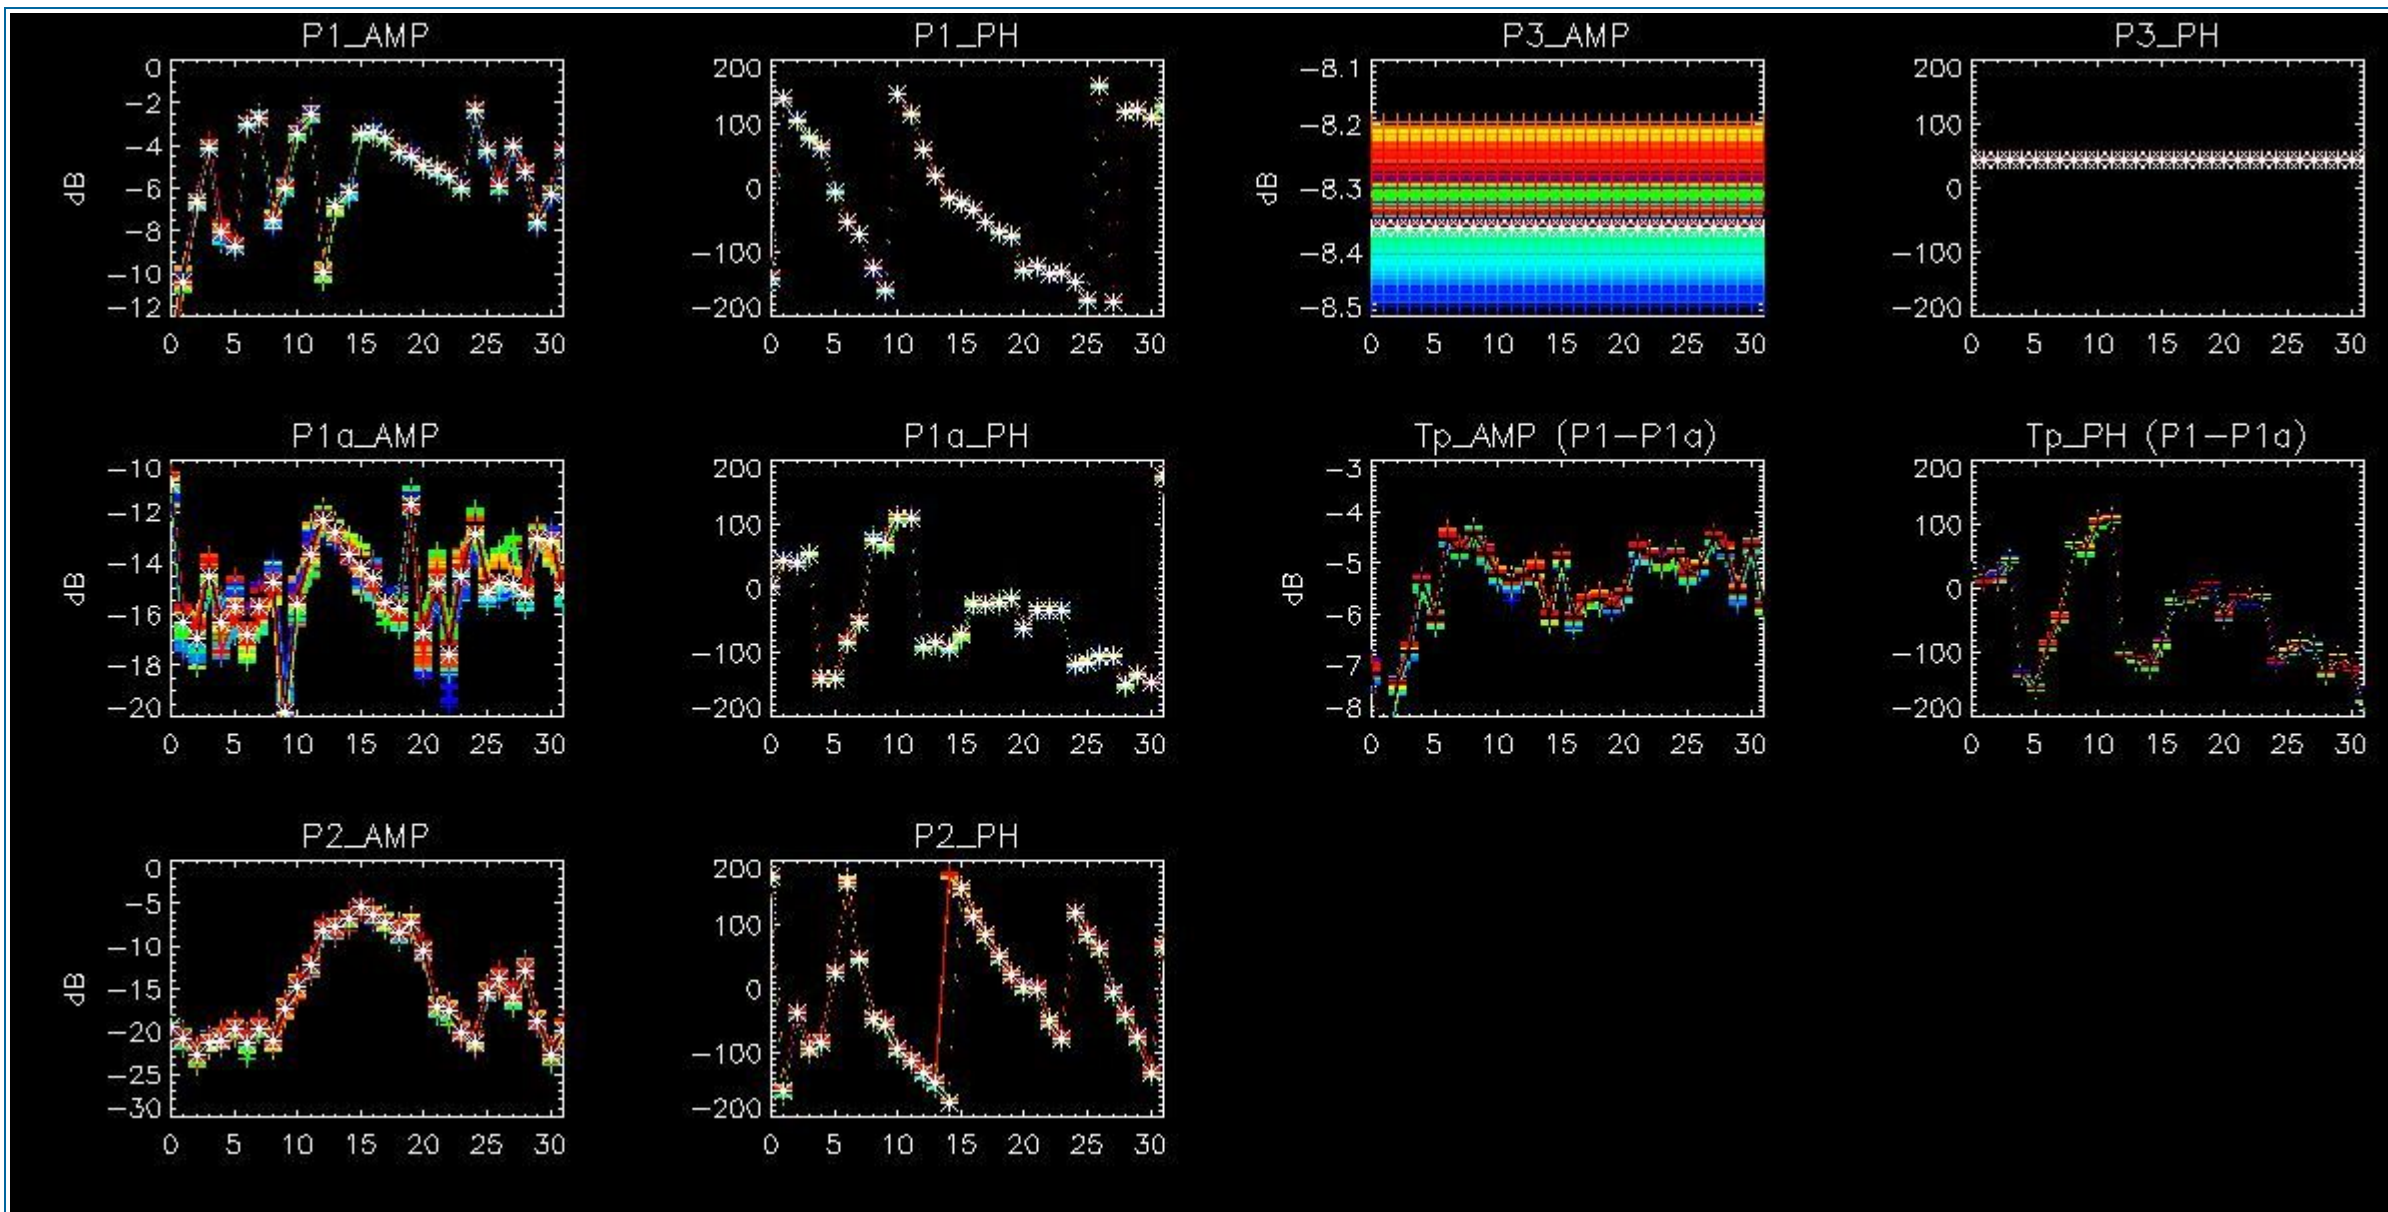 P1_AMP
0
−2
−4
−6
−8
−10
−12
dB
0 5 10 15 20 25 30
P1_PH
200
100
0
−100
−200
0 5 10 15 20 25 30
P3_AMP
−8.1
−8.2
−8.3
−8.4
−8.5
dB
0 5 10 15 20 25 30
P3_PH
200
100
0
−100
−200
0 5 10 15 20 25 30
P1a_AMP
−10
−12
−14
−16
−18
−20
dB
0 5 10 15 20 25 30
P1a_PH
200
100
0
−100
−200
0 5 10 15 20 25 30
Tp_AMP (P1−P1a)
−3
−4
−5
−6
−7
−8
dB
0 5 10 15 20 25 30
Tp_PH (P1−P1a)
200
100
0
−100
−200
0 5 10 15 20 25 30
P2_AMP
0
−5
−10
−15
−20
−25
−30
dB
0 5 10 15 20 25 30
P2_PH
200
100
0
−100
−200
0 5 10 15 20 25 30